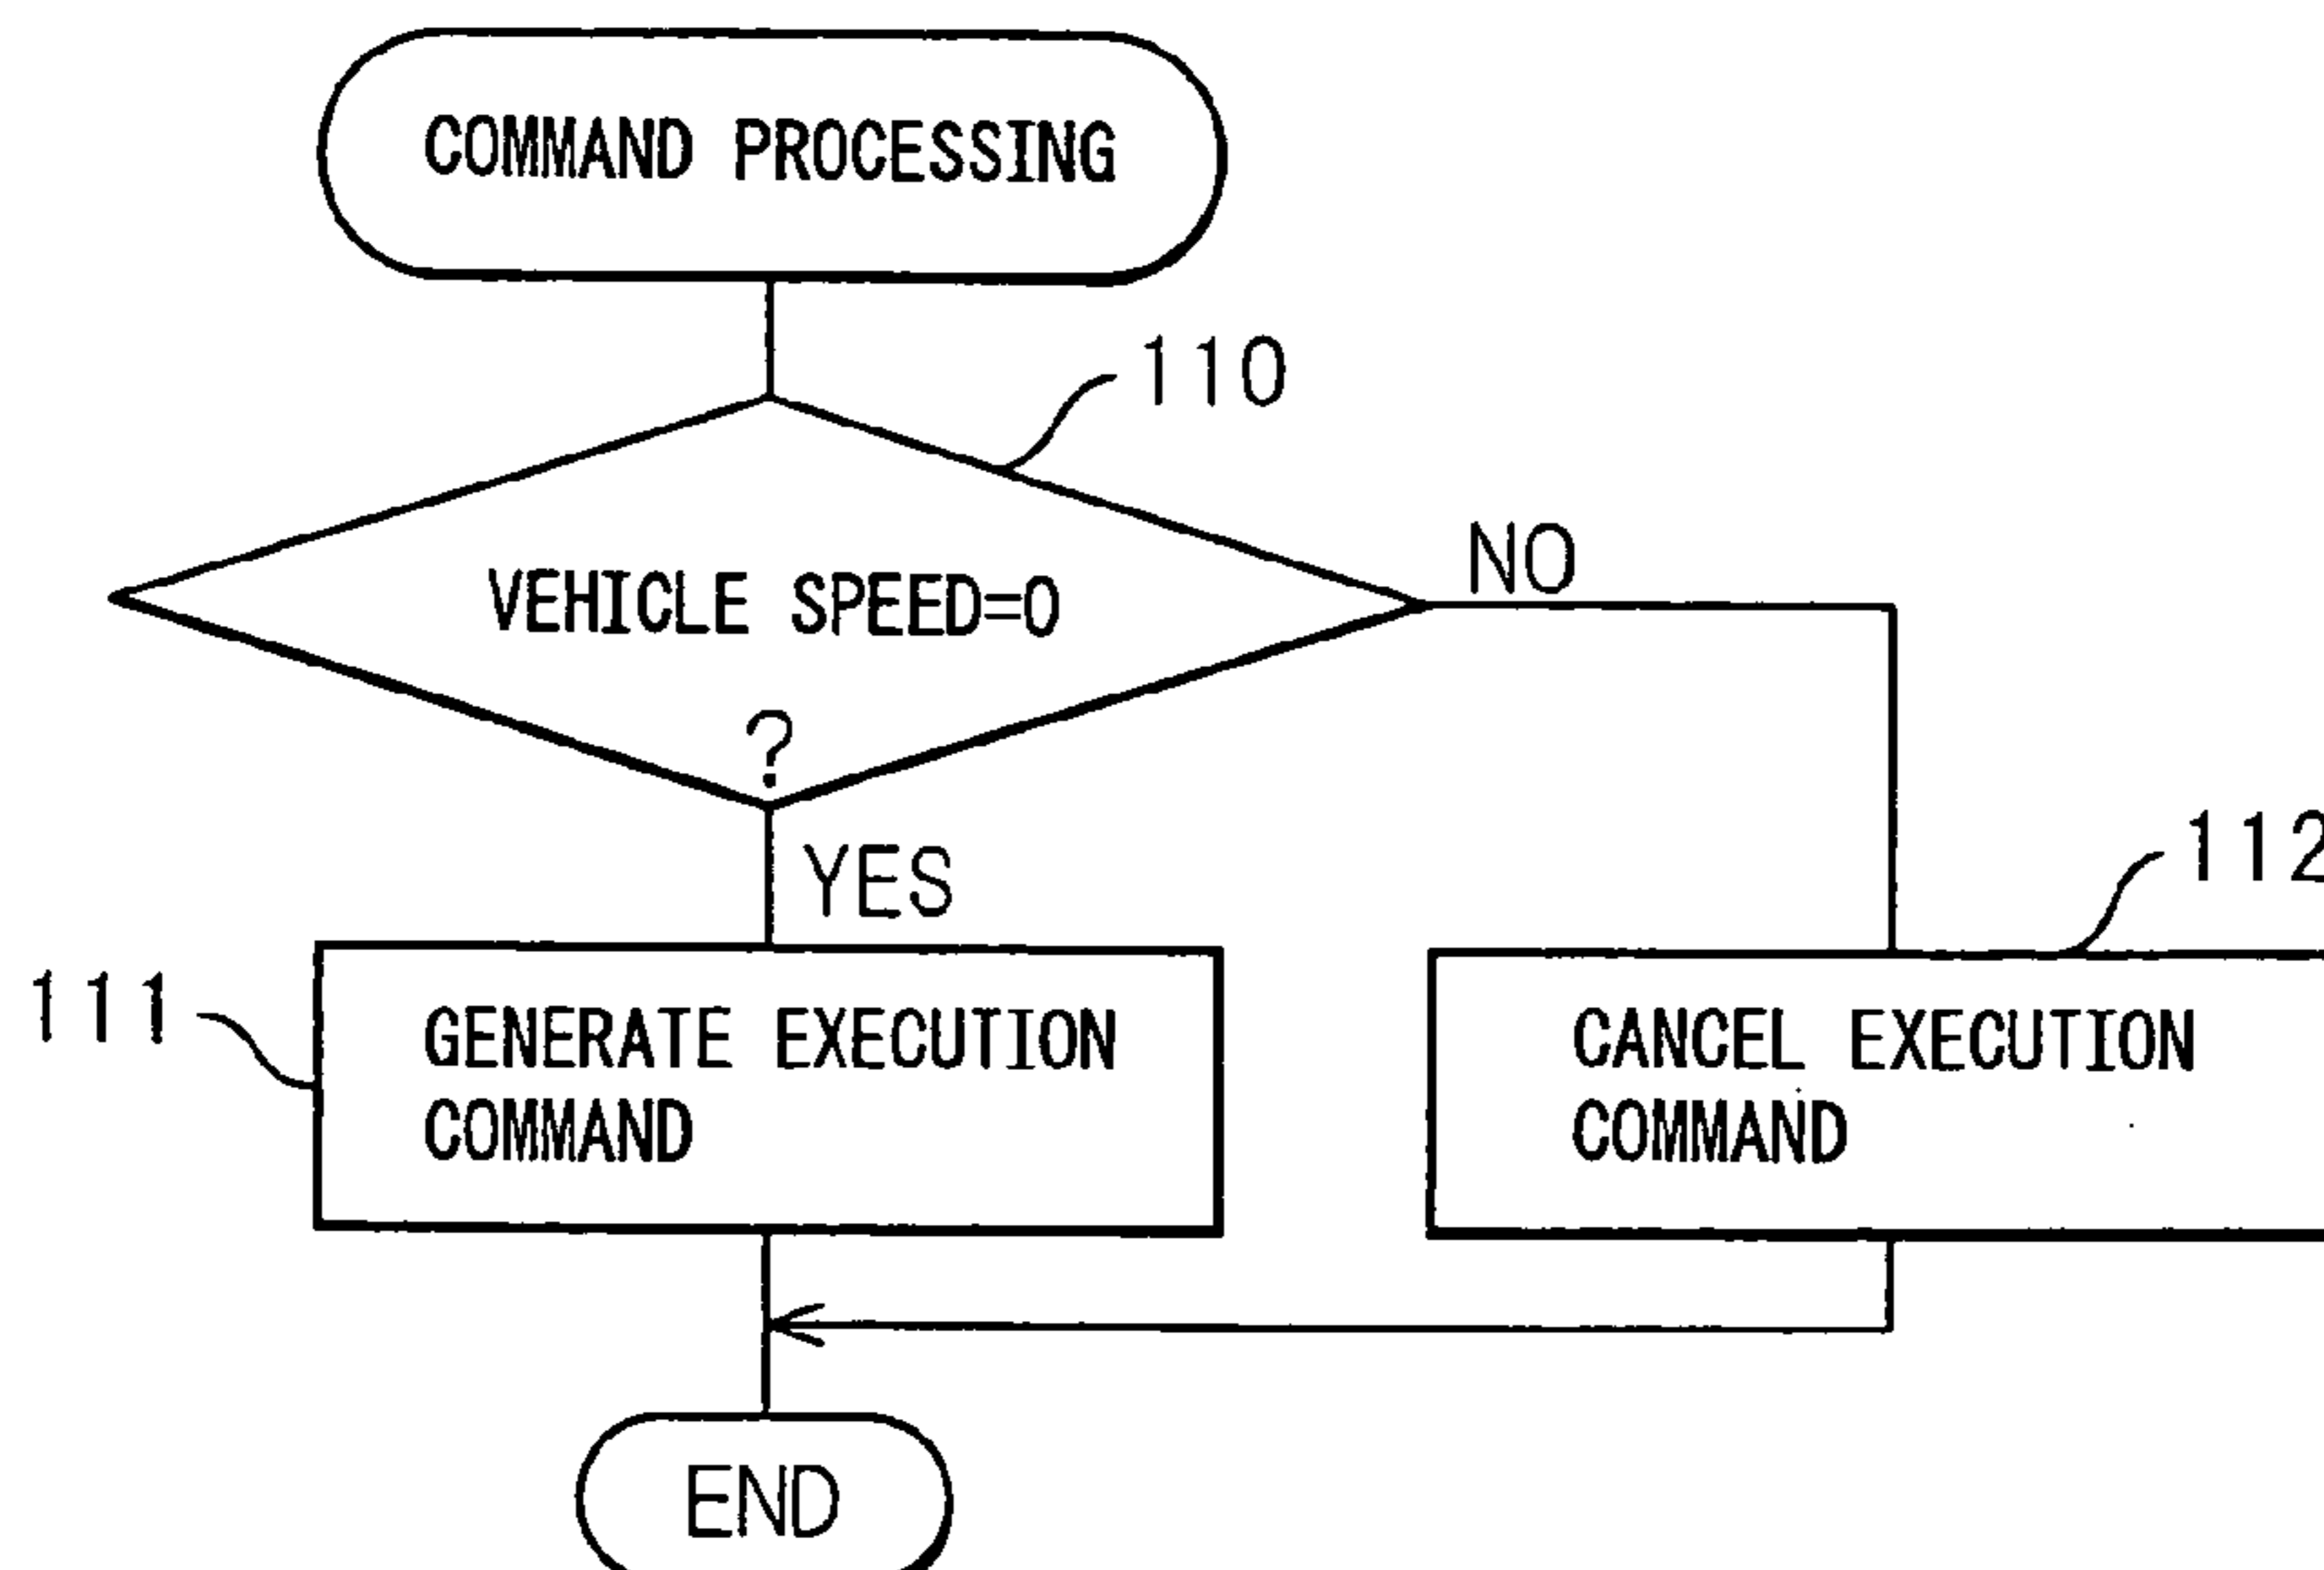 COMMAND PROCESSING
110
VEHICLE SPEED=0
?
NO
YES
112
111
GENERATE EXECUTION
COMMAND
CANCEL EXECUTION
COMMAND
END